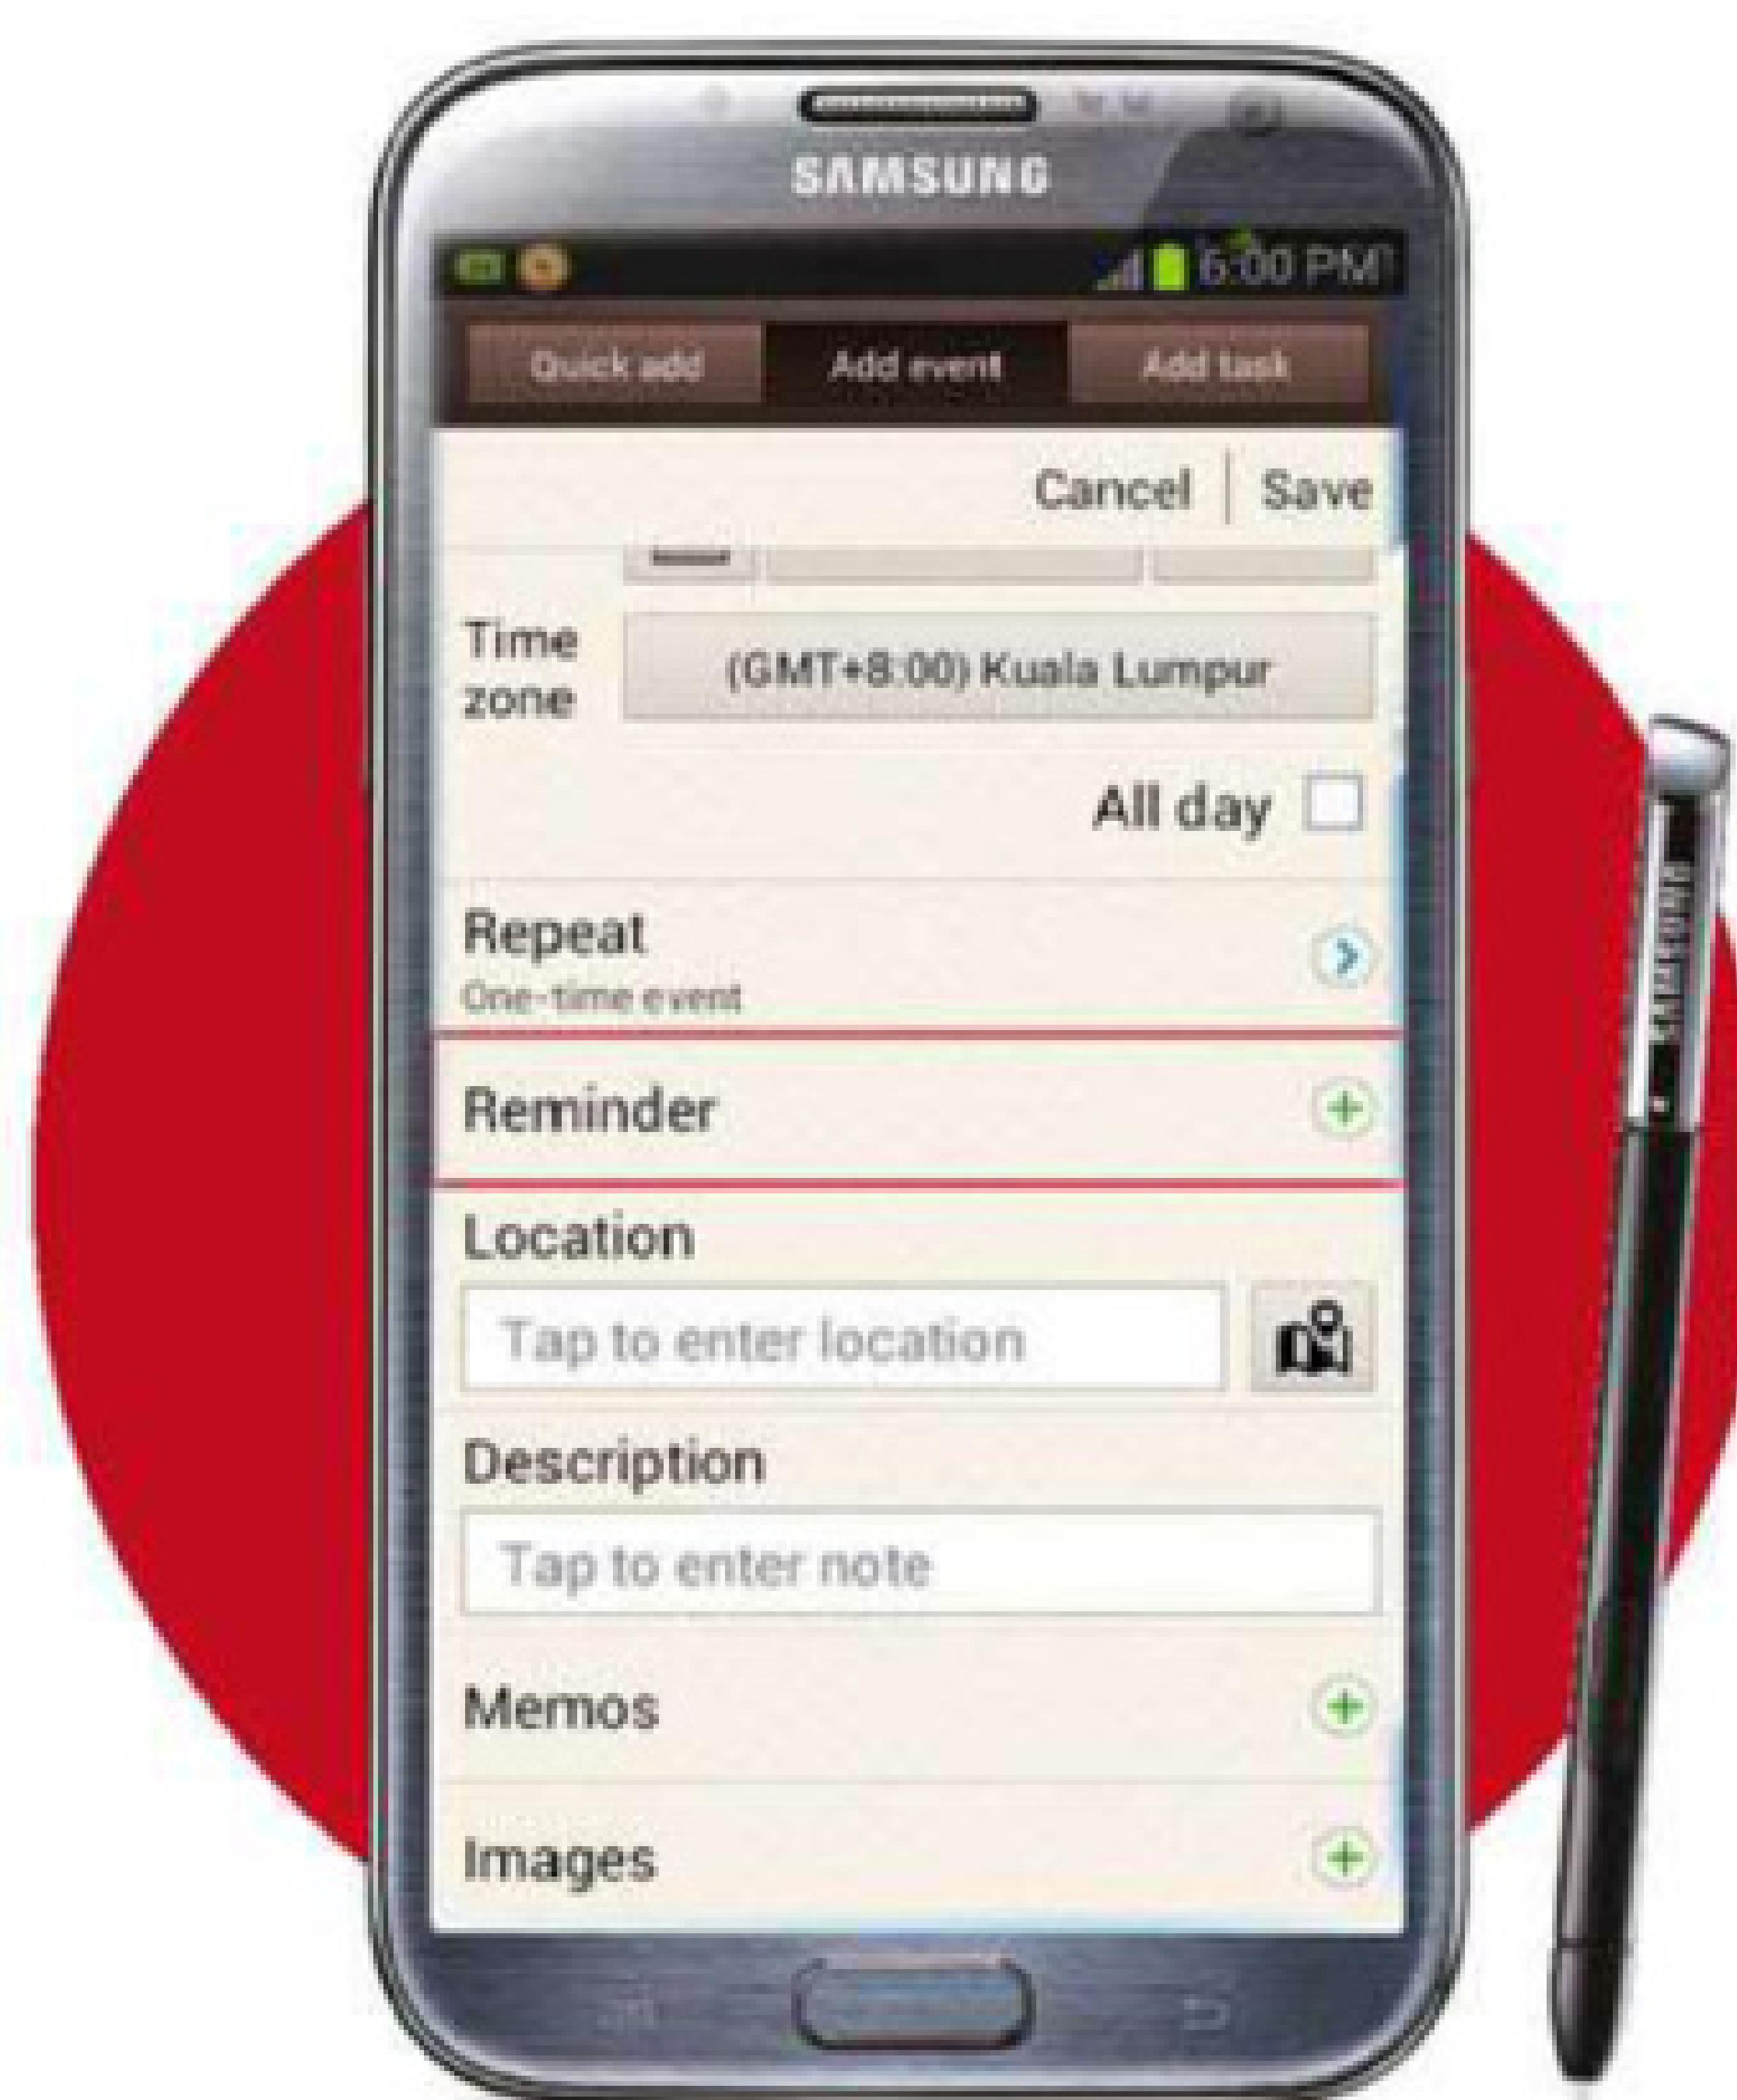 SAMSUNG
6:00 PM
Quick add
Add event
Add task
Cancel
Save
Time
zone
(GMT+8:00) Kuala Lumpur
All day
Repeat
One-time event
Reminder
Location
Tap to enter location
Description
Tap to enter note
Memos
Images
SAMSUNG